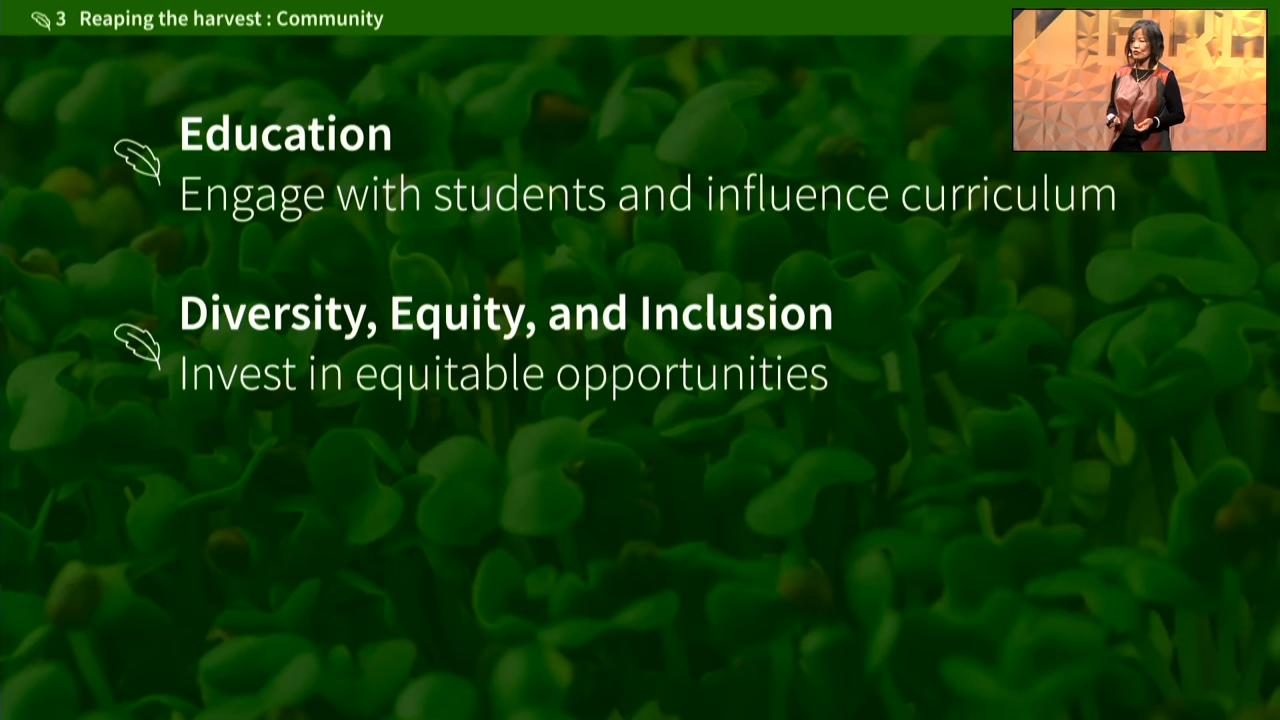 3 Reaping the harvest : Community
Education
Engage with students and influence curriculum
Diversity, Equity, and Inclusion
Invest in equitable opportunities